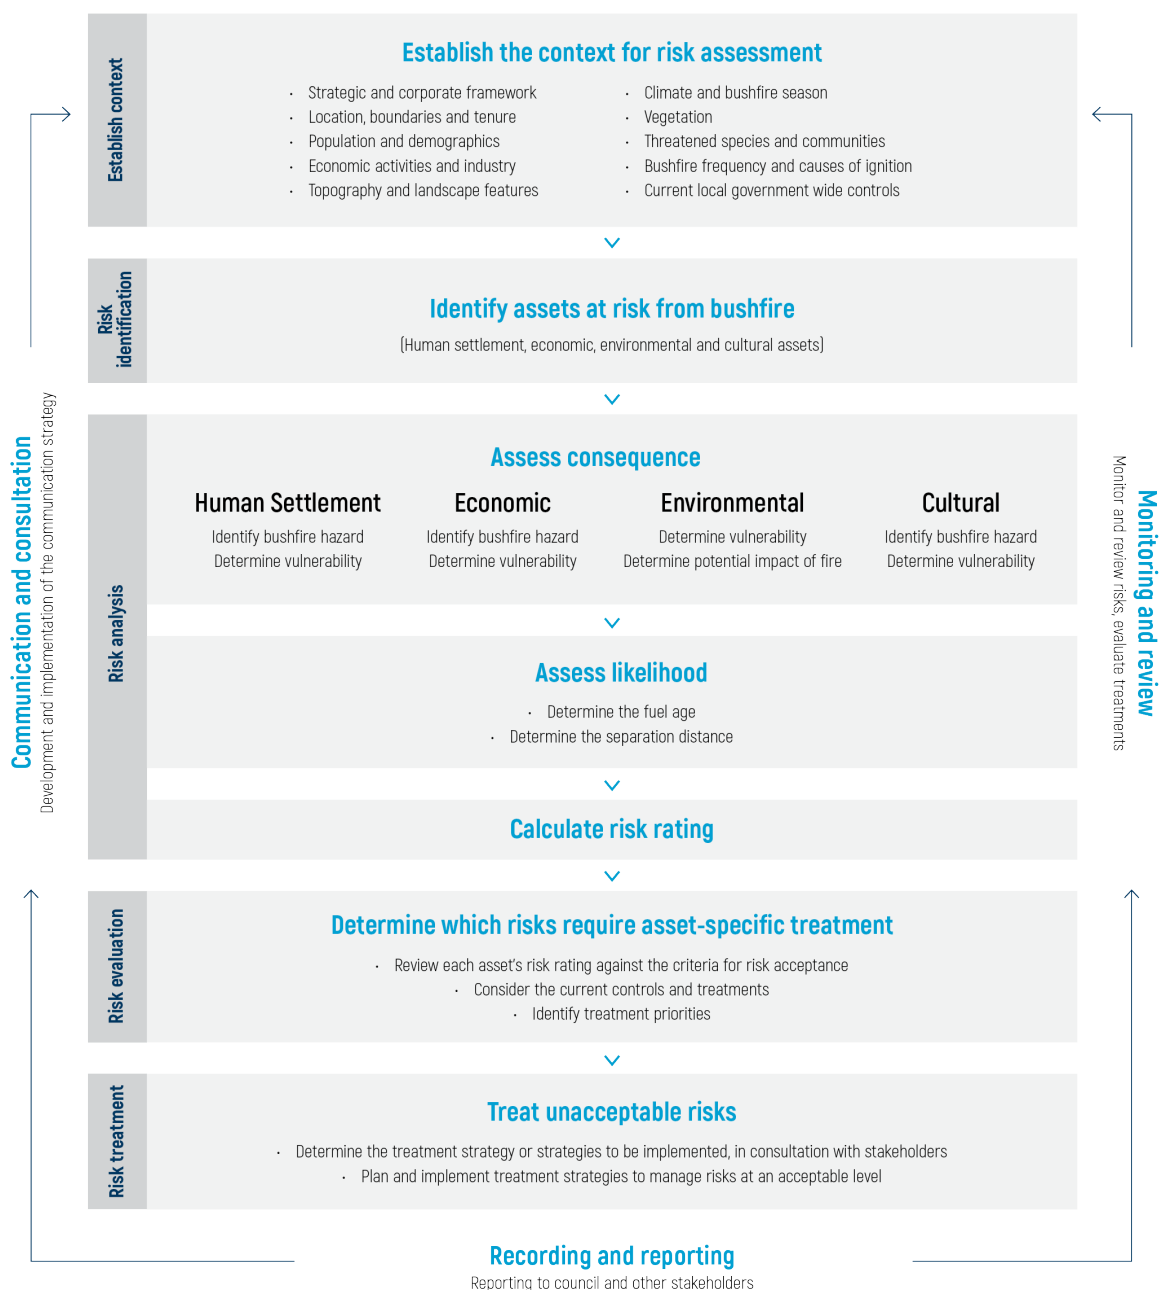 Establish context
Establish the context for risk assessment
· Strategic and corporate framework
· Location, boundaries and tenure
· Population and demographics
· Economic activities and industry
· Topography and landscape features
· Climate and bushfire season
· Vegetation
· Threatened species and communities
· Bushfire frequency and causes of ignition
· Current local government wide controls
Risk
identification
Identify assets at risk from bushfire
(Human settlement, economic, environmental and cultural assets)
Risk analysis
Assess consequence
Human Settlement
Identify bushfire hazard
Determine vulnerability
Economic
Identify bushfire hazard
Determine vulnerability
Environmental
Determine vulnerability
Determine potential impact of fire
Cultural
Identify bushfire hazard
Determine vulnerability
Assess likelihood
· Determine the fuel age
· Determine the separation distance
Calculate risk rating
Risk evaluation
Determine which risks require asset-specific treatment
· Review each asset's risk rating against the criteria for risk acceptance
· Consider the current controls and treatments
· Identify treatment priorities
Risk treatment
Treat unacceptable risks
· Determine the treatment strategy or strategies to be implemented, in consultation with stakeholders
· Plan and implement treatment strategies to manage risks at an acceptable level
Communication and consultation
Development and implementation of the communication strategy
Monitoring and review
Monitor and review risks, evaluate treatments
Recording and reporting
Reporting to council and other stakeholders